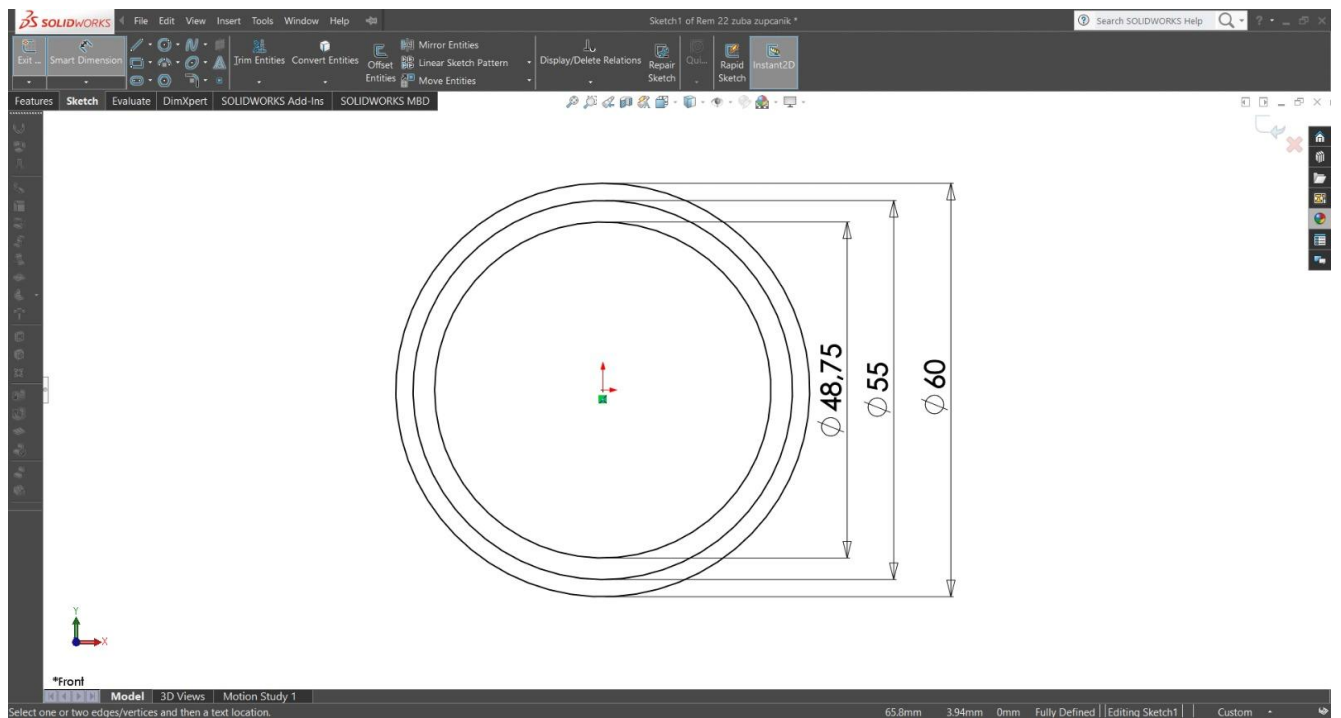 SOLIDWORKS File Edit View Insert Tools Window Help Sketch1 of Rem 22 zuba zupcanik * Search SOLIDWORKS Help
Exit ... Smart Dimension Trim Entities Convert Entities Offset Entities Mirror Entities Linear Sketch Pattern Move Entities Display/Delete Relations Repair Sketch Qui... Rapid Sketch Instant2D
Features Sketch Evaluate DimXpert SOLIDWORKS Add-Ins SOLIDWORKS MBD
∅ 48,75
∅ 55
∅ 60
Y
X
*Front
Model 3D Views Motion Study 1
Select one or two edges/vertices and then a text location. 65.8mm 3.94mm 0mm Fully Defined Editing Sketch1 Custom